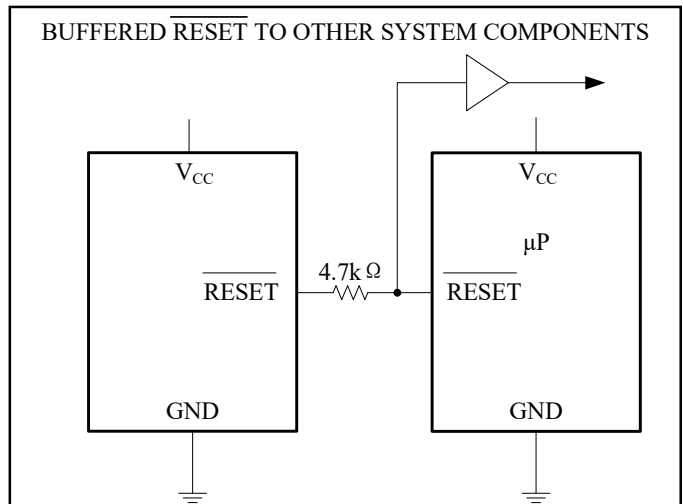 BUFFERED RESET TO OTHER SYSTEM COMPONENTS
VCC
RESET
GND
4.7k Ω
VCC
μP
RESET
GND